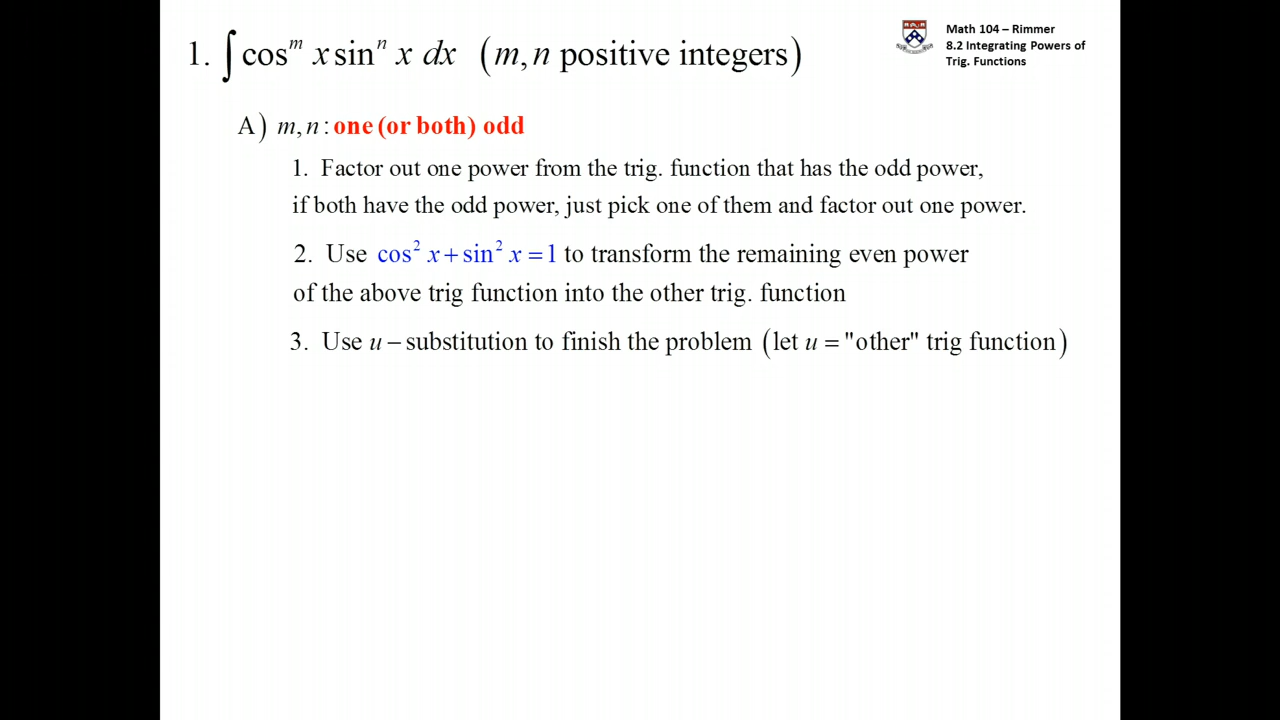 1. ∫ cosᵐ x sinⁿ x dx (m, n positive integers)
Math 104 – Rimmer
8.2 Integrating Powers of
Trig. Functions
A) m, n : one (or both) odd
1. Factor out one power from the trig. function that has the odd power,
if both have the odd power, just pick one of them and factor out one power.
2. Use cos² x + sin² x = 1 to transform the remaining even power
of the above trig function into the other trig. function
3. Use u – substitution to finish the problem (let u = "other" trig function)